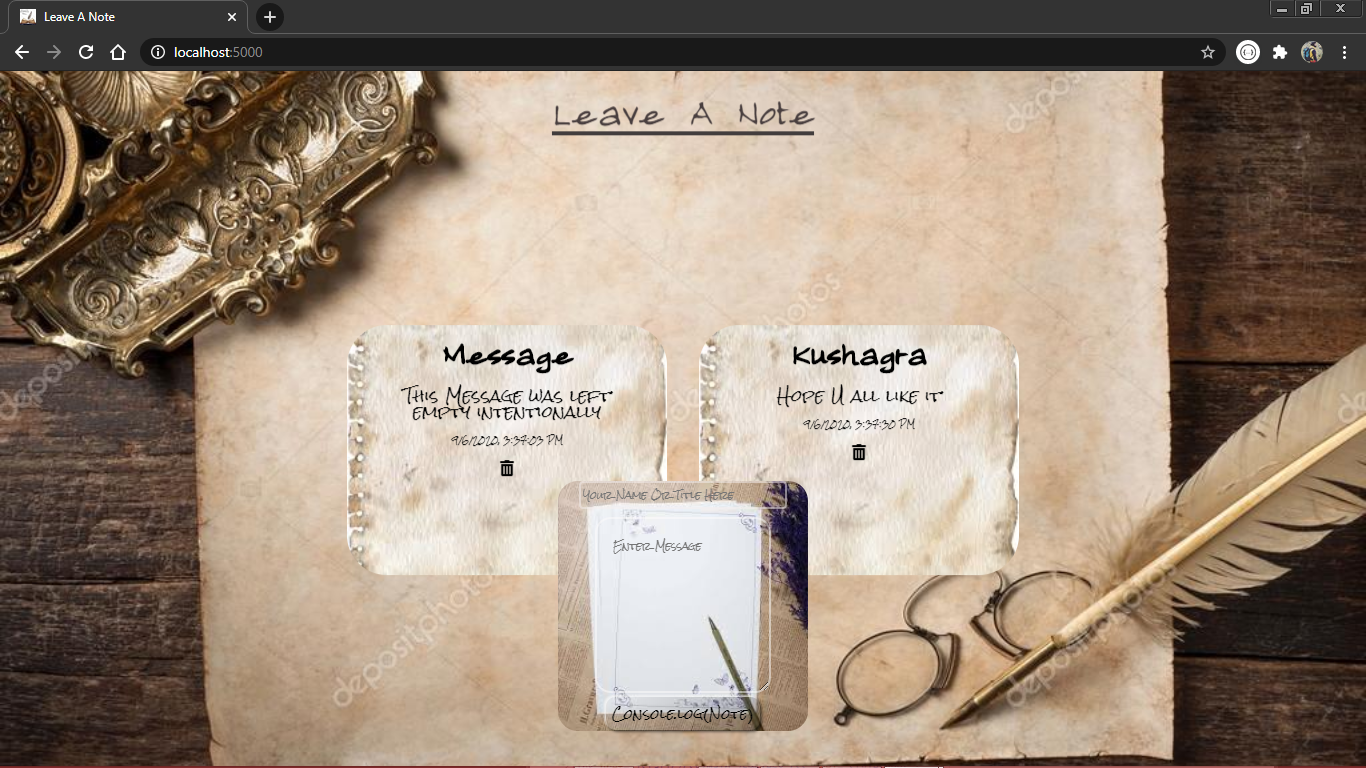 Leave A Note
localhost:5000
depositphotos
Leave A Note
depositphotos
Message
This Message was left
empty intentionally
9/6/2020, 3:37:03 PM
Kushagra
Hope U all like it
9/6/2020, 3:37:30 PM
Your Name Or Title Here
Enter Message
Console.log(Note)
depositphotos
depositphotos